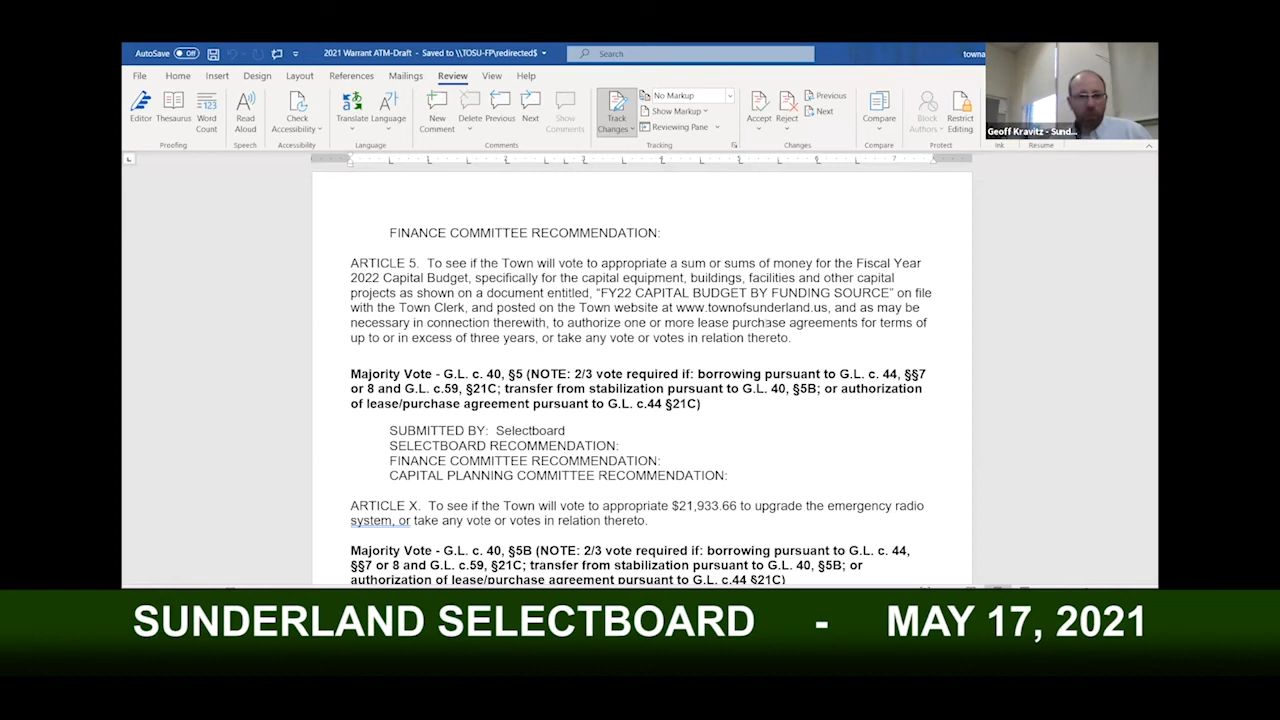 AutoSave Off 2021 Warrant ATM-Draft - Saved to \\TOSU-FP\redirected$ Search towna
File Home Insert Design Layout References Mailings Review View Help
Editor Thesaurus Word Count Read Aloud Check Accessibility Translate Language New Comment Delete Previous Next Show Comments Track Changes No Markup Show Markup Reviewing Pane Accept Reject Previous Next Compare Block Authors Restrict Editing
Geoff Kravitz - Sund...
Proofing Speech Accessibility Language Comments Tracking Changes Compare Protect Ink Resume
1 2 3 4 5 6 7
FINANCE COMMITTEE RECOMMENDATION:
ARTICLE 5. To see if the Town will vote to appropriate a sum or sums of money for the Fiscal Year
2022 Capital Budget, specifically for the capital equipment, buildings, facilities and other capital
projects as shown on a document entitled, "FY22 CAPITAL BUDGET BY FUNDING SOURCE" on file
with the Town Clerk, and posted on the Town website at www.townofsunderland.us, and as may be
necessary in connection therewith, to authorize one or more lease purchase agreements for terms of
up to or in excess of three years, or take any vote or votes in relation thereto.
Majority Vote - G.L. c. 40, §5 (NOTE: 2/3 vote required if: borrowing pursuant to G.L. c. 44, §§7
or 8 and G.L. c.59, §21C; transfer from stabilization pursuant to G.L. 40, §5B; or authorization
of lease/purchase agreement pursuant to G.L. c.44 §21C)
SUBMITTED BY: Selectboard
SELECTBOARD RECOMMENDATION:
FINANCE COMMITTEE RECOMMENDATION:
CAPITAL PLANNING COMMITTEE RECOMMENDATION:
ARTICLE X. To see if the Town will vote to appropriate $21,933.66 to upgrade the emergency radio
system, or take any vote or votes in relation thereto.
Majority Vote - G.L. c. 40, §5B (NOTE: 2/3 vote required if: borrowing pursuant to G.L. c. 44,
§§7 or 8 and G.L. c.59, §21C; transfer from stabilization pursuant to G.L. 40, §5B; or
authorization of lease/purchase agreement pursuant to G.L. c.44 §21C)
SUNDERLAND SELECTBOARD - MAY 17, 2021